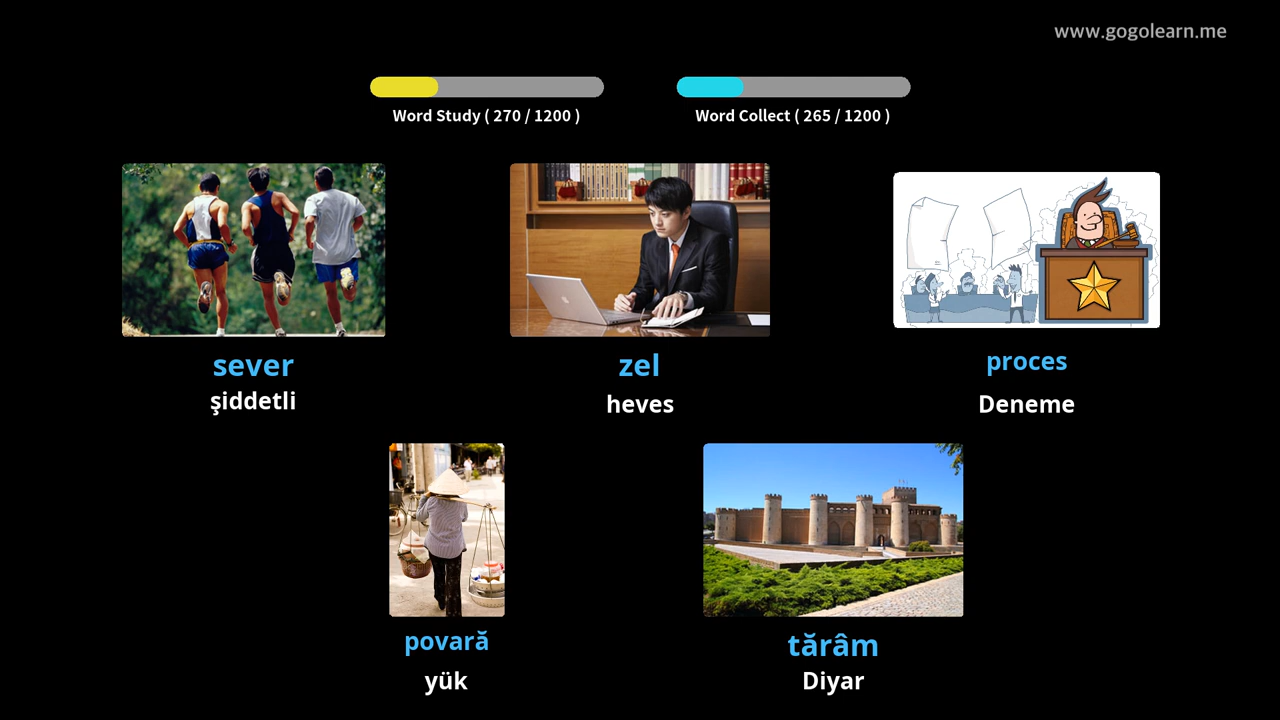 www.gogolearn.me
Word Study ( 270 / 1200 )
Word Collect ( 265 / 1200 )
sever
şiddetli
zel
heves
proces
Deneme
povară
yük
tărâm
Diyar